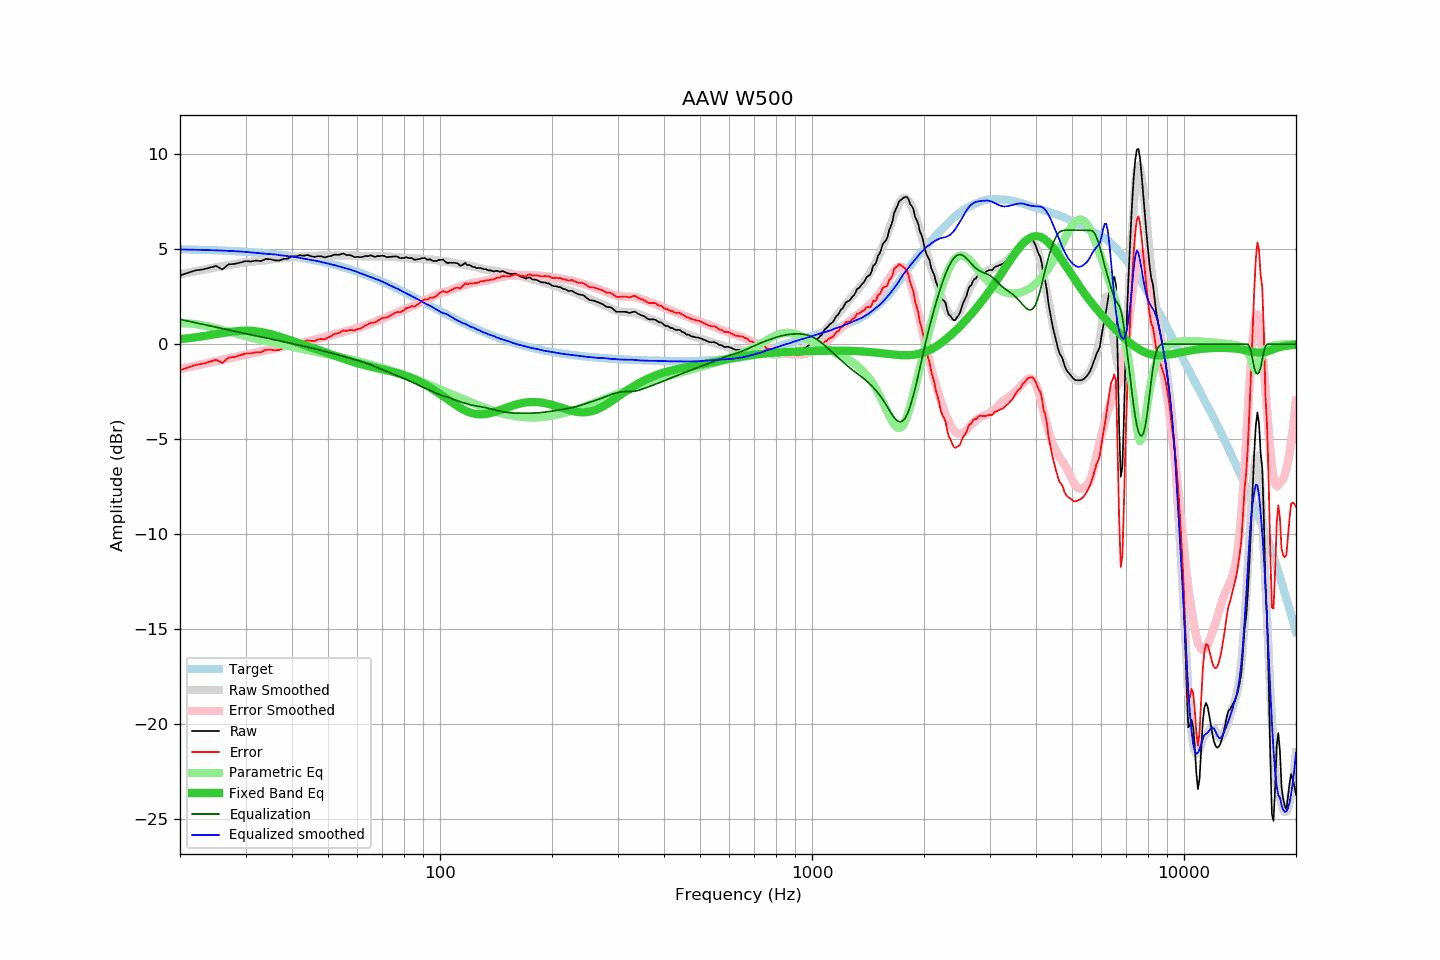 AAW W500
10
5
0
−5
−10
−15
−20
−25
Amplitude (dBr)
Target
Raw Smoothed
Error Smoothed
Raw
Error
Parametric Eq
Fixed Band Eq
Equalization
Equalized smoothed
100 1000 10000
Frequency (Hz)